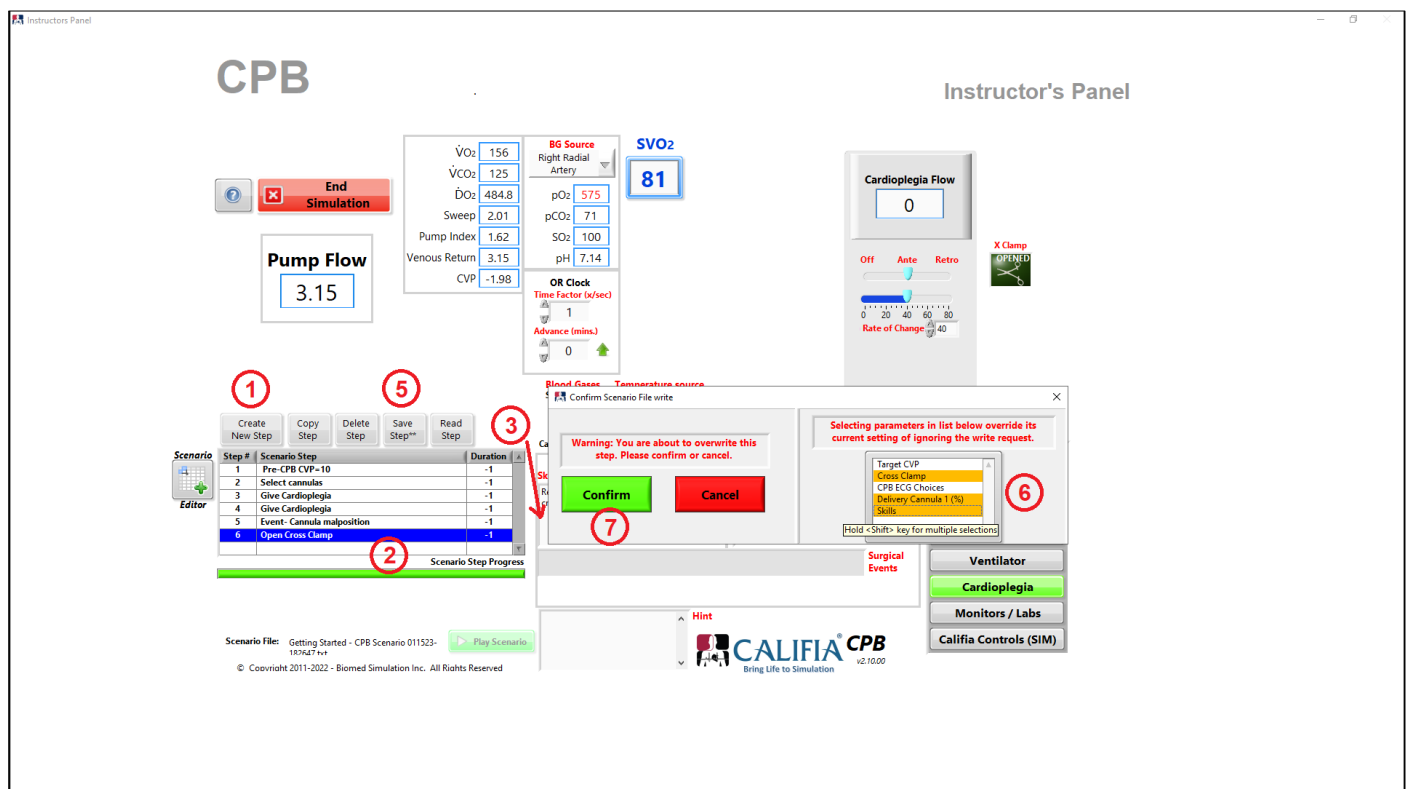 Instructors Panel
CPB
Instructor's Panel
End
Simulation
Pump Flow
3.15
V̇O2 156
V̇CO2 125
ḊO2 484.8
Sweep 2.01
Pump Index 1.62
Venous Return 3.15
CVP -1.98
BG Source
Right Radial
Artery
pO2 575
pCO2 71
SO2 100
pH 7.14
OR Clock
Time Factor (x/sec)
1
Advance (mins.)
0
SVO2
81
Cardioplegia Flow
0
Off Ante Retro
0 20 40 60 80
Rate of Change 40
X Clamp
OPENED
Blood Gases Temperature source
1
5
3
Create
New Step
Copy
Step
Delete
Step
Save
Step**
Read
Step
Scenario
Editor
Step # Scenario Step Duration
1 Pre-CPB CVP=10 -1
2 Select cannulas -1
3 Give Cardioplegia -1
4 Give Cardioplegia -1
5 Event- Cannula malposition -1
6 Open Cross Clamp -1
2
Scenario Step Progress
Confirm Scenario File write
Warning: You are about to overwrite this
step. Please confirm or cancel.
Confirm
Cancel
7
Selecting parameters in list below override its
current setting of ignoring the write request.
Target CVP
Cross Clamp
CPB ECG Choices
Delivery Cannula 1 (%)
Skills
6
Hold <Shift> key for multiple selections
Surgical
Events
Hint
Ventilator
Cardioplegia
Monitors / Labs
Califia Controls (SIM)
Scenario File: Getting Started - CPB Scenario 011523-
182647.txt
Play Scenario
© Copyright 2011-2022 - Biomed Simulation Inc. All Rights Reserved
CALIFIA® CPB
Bring Life to Simulation
v2.10.00